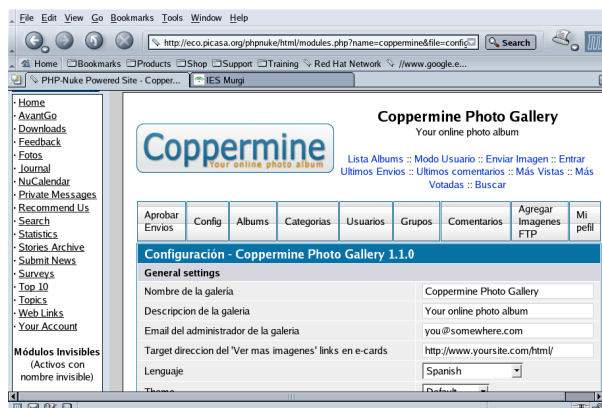 File Edit View Go Bookmarks Tools Window Help
http://eco.picasa.org/phpnuke/html/modules.php?name=coppermine&file=config
Search
Home Bookmarks Products Shop Support Training Red Hat Network //www.google.e...
PHP-Nuke Powered Site - Copper...
IES Murgi
· Home
· AvantGo
· Downloads
· Feedback
· Fotos
· Journal
· NuCalendar
· Private Messages
· Recommend Us
· Search
· Statistics
· Stories Archive
· Submit News
· Surveys
· Top 10
· Topics
· Web Links
· Your Account
Módulos Invisibles
(Activos con
nombre invisible)
Coppermine
Your online photo album
Coppermine Photo Gallery
Your online photo album
Lista Albums :: Modo Usuario :: Enviar Imagen :: Entrar
Ultimos Envios :: Ultimos comentarios :: Más Vistas :: Más
Votadas :: Buscar
Aprobar Envios
Config
Albums
Categorias
Usuarios
Grupos
Comentarios
Agregar Imagenes FTP
Mi pefil
Configuración - Coppermine Photo Gallery 1.1.0
General settings
Nombre de la galería Coppermine Photo Gallery
Descripcion de la galería Your online photo album
Email del administrador de la galería you@somewhere.com
Target direccion del 'Ver mas imagenes' links en e-cards http://www.yoursite.com/html/
Lenguaje Spanish
Theme Default